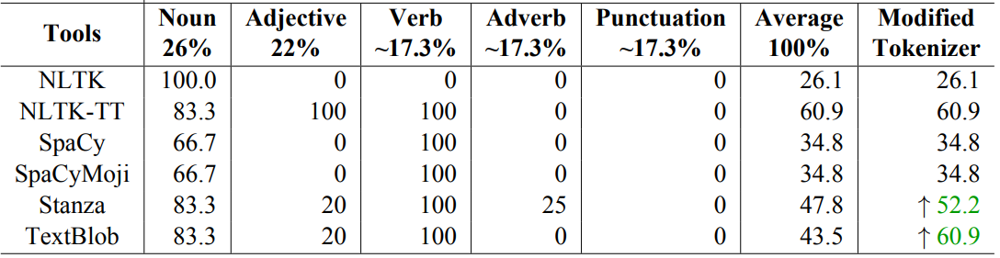 Tools Noun 26% Adjective 22% Verb ~17.3% Adverb ~17.3% Punctuation ~17.3% Average 100% Modified Tokenizer
NLTK 100.0 0 0 0 0 26.1 26.1
NLTK-TT 83.3 100 100 0 0 60.9 60.9
SpaCy 66.7 0 100 0 0 34.8 34.8
SpaCyMoji 66.7 0 100 0 0 34.8 34.8
Stanza 83.3 20 100 25 0 47.8 ↑ 52.2
TextBlob 83.3 20 100 0 0 43.5 ↑ 60.9